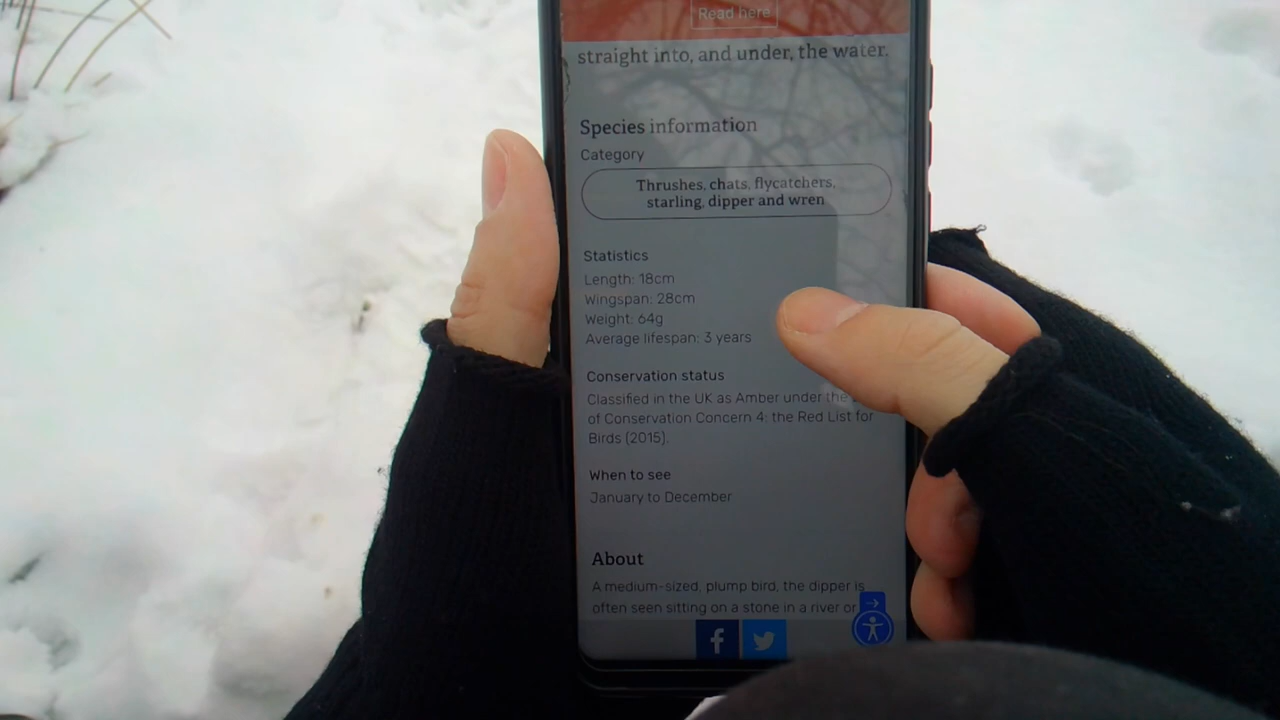 Read here
straight into, and under, the water.
Species information
Category
Thrushes, chats, flycatchers,
starling, dipper and wren
Statistics
Length: 18cm
Wingspan: 28cm
Weight: 64g
Average lifespan: 3 years
Conservation status
Classified in the UK as Amber under the
of Conservation Concern 4: the Red List for
Birds (2015).
When to see
January to December
About
A medium-sized, plump bird, the dipper is
often seen sitting on a stone in a river or